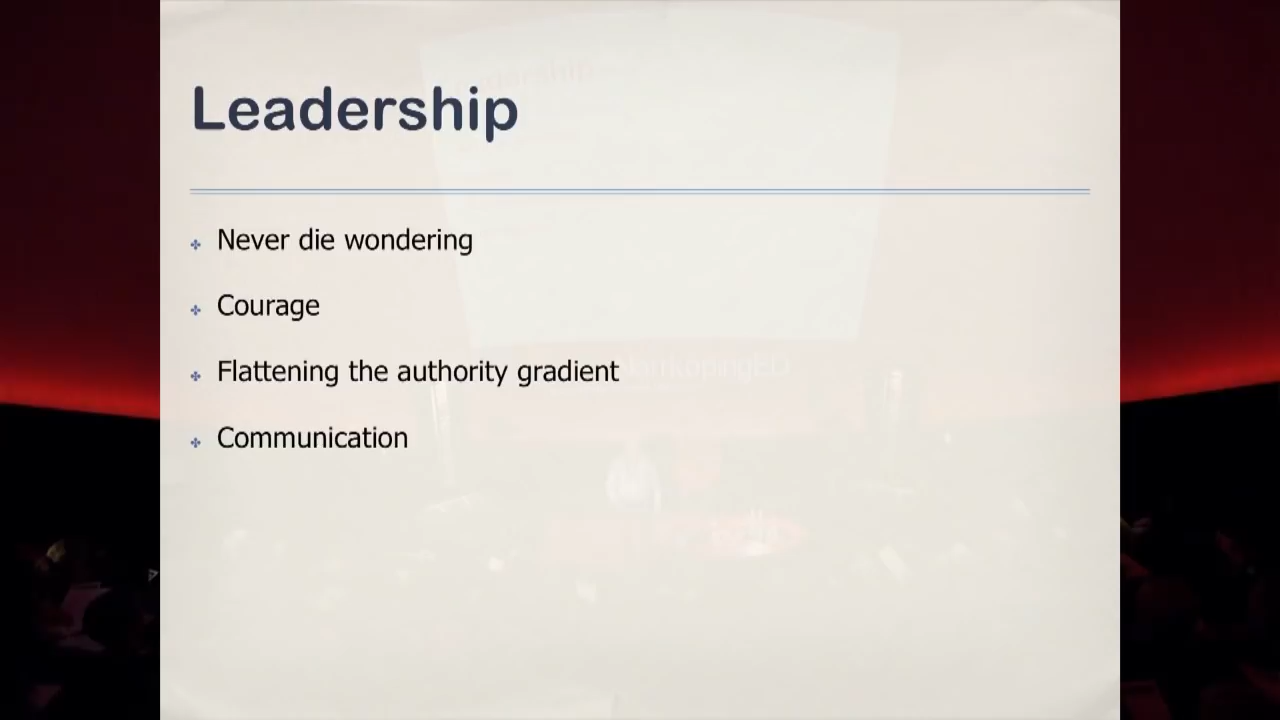 Leadership
Never die wondering
Courage
Flattening the authority gradient
Communication